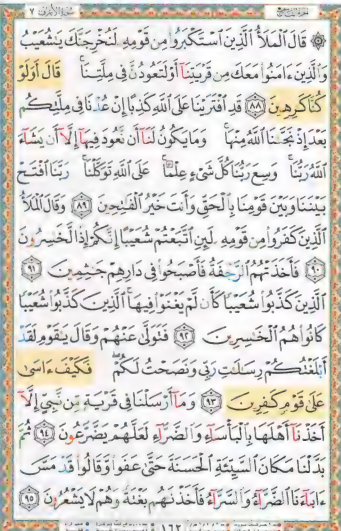 الجزء التاسع سورة الأعراف ٧
۞ قَالَ ٱلْمَلَأُ ٱلَّذِينَ ٱسْتَكْبَرُوا۟ مِن قَوْمِهِۦ لَنُخْرِجَنَّكَ يَـٰشُعَيْبُ
وَٱلَّذِينَ ءَامَنُوا۟ مَعَكَ مِن قَرْيَتِنَآ أَوْ لَتَعُودُنَّ فِى مِلَّتِنَا ۚ قَالَ أَوَلَوْ
كُنَّا كَـٰرِهِينَ ٨٨ قَدِ ٱفْتَرَيْنَا عَلَى ٱللَّهِ كَذِبًا إِنْ عُدْنَا فِى مِلَّتِكُم
بَعْدَ إِذْ نَجَّىٰنَا ٱللَّهُ مِنْهَا ۚ وَمَا يَكُونُ لَنَآ أَن نَّعُودَ فِيهَآ إِلَّآ أَن يَشَآءَ
ٱللَّهُ رَبُّنَا ۚ وَسِعَ رَبُّنَا كُلَّ شَىْءٍ عِلْمًا ۚ عَلَى ٱللَّهِ تَوَكَّلْنَا ۚ رَبَّنَا ٱفْتَحْ
بَيْنَنَا وَبَيْنَ قَوْمِنَا بِٱلْحَقِّ وَأَنتَ خَيْرُ ٱلْفَـٰتِحِينَ ٨٩ وَقَالَ ٱلْمَلَأُ
ٱلَّذِينَ كَفَرُوا۟ مِن قَوْمِهِۦ لَئِنِ ٱتَّبَعْتُمْ شُعَيْبًا إِنَّكُمْ إِذًا لَّخَـٰسِرُونَ
٩٠ فَأَخَذَتْهُمُ ٱلرَّجْفَةُ فَأَصْبَحُوا۟ فِى دَارِهِمْ جَـٰثِمِينَ ٩١
ٱلَّذِينَ كَذَّبُوا۟ شُعَيْبًا كَأَن لَّمْ يَغْنَوْا۟ فِيهَا ۚ ٱلَّذِينَ كَذَّبُوا۟ شُعَيْبًا
كَانُوا۟ هُمُ ٱلْخَـٰسِرِينَ ٩٢ فَتَوَلَّىٰ عَنْهُمْ وَقَالَ يَـٰقَوْمِ لَقَدْ
أَبْلَغْتُكُمْ رِسَـٰلَـٰتِ رَبِّى وَنَصَحْتُ لَكُمْ ۖ فَكَيْفَ ءَاسَىٰ
عَلَىٰ قَوْمٍ كَـٰفِرِينَ ٩٣ وَمَآ أَرْسَلْنَا فِى قَرْيَةٍ مِّن نَّبِىٍّ إِلَّآ
أَخَذْنَآ أَهْلَهَا بِٱلْبَأْسَآءِ وَٱلضَّرَّآءِ لَعَلَّهُمْ يَضَّرَّعُونَ ٩٤ ثُمَّ
بَدَّلْنَا مَكَانَ ٱلسَّيِّئَةِ ٱلْحَسَنَةَ حَتَّىٰ عَفَوا۟ وَّقَالُوا۟ قَدْ مَسَّ
ءَابَآءَنَا ٱلضَّرَّآءُ وَٱلسَّرَّآءُ فَأَخَذْنَـٰهُم بَغْتَةً وَهُمْ لَا يَشْعُرُونَ ٩٥
١٦٢